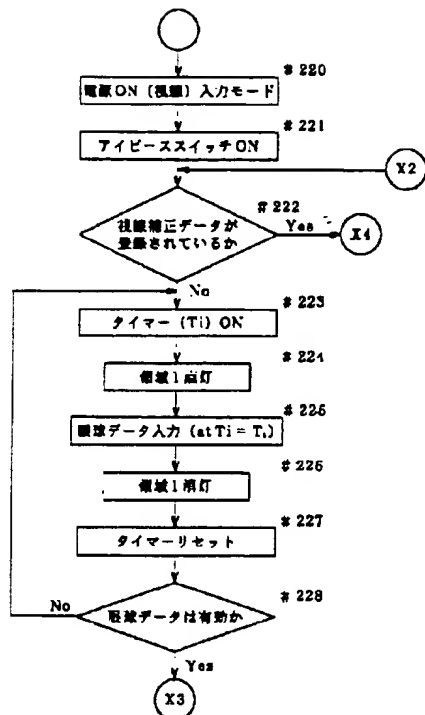 #220
電源ON(視線)入力モード
#221
アイピーススイッチON
X2
#222
視線補正データが
登録されているか
Yes
X4
No
#223
タイマー(Ti)ON
#224
領域1点灯
#225
眼球データ入力(at Ti=T₁)
#226
領域1消灯
#227
タイマーリセット
#228
眼球データは有効か
No
Yes
X3